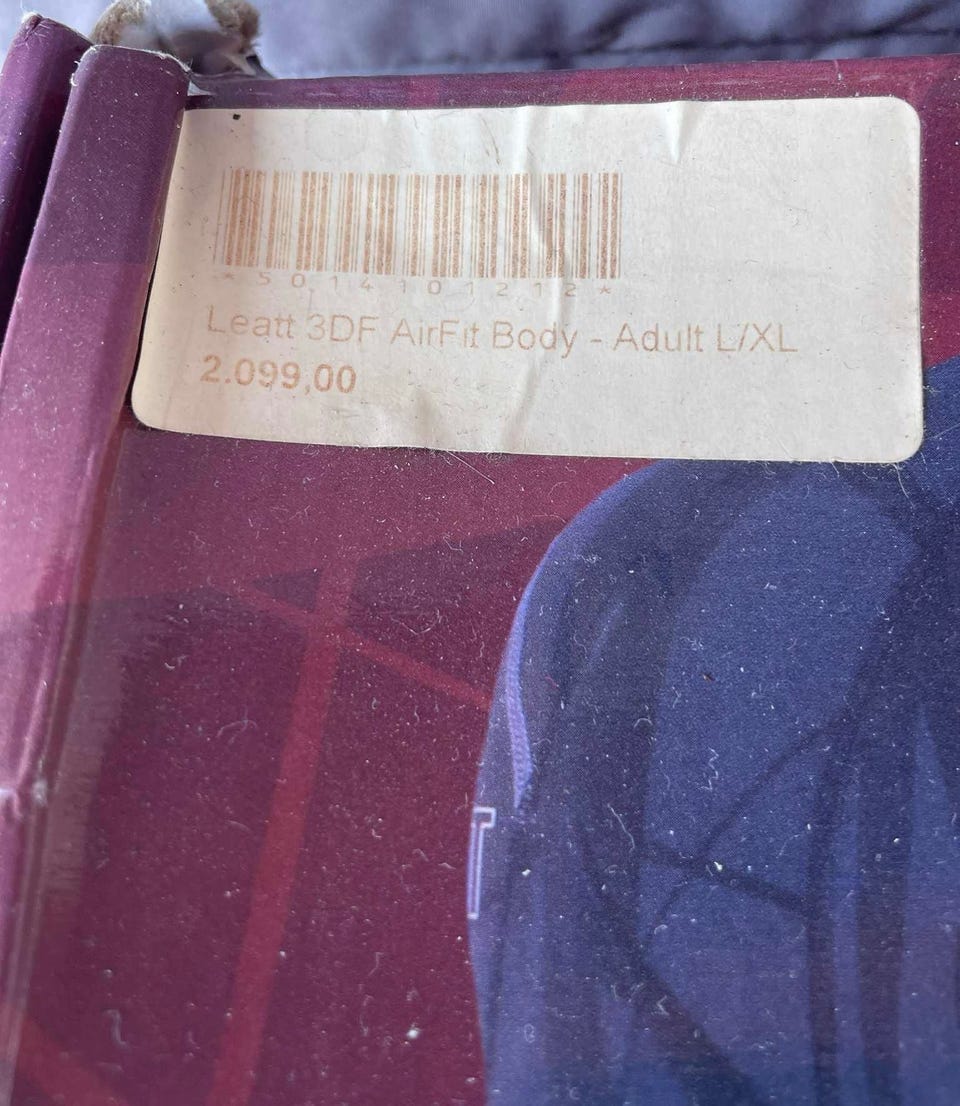 *5014101212*
Leatt 3DF AirFit Body - Adult L/XL
2.099,00
T